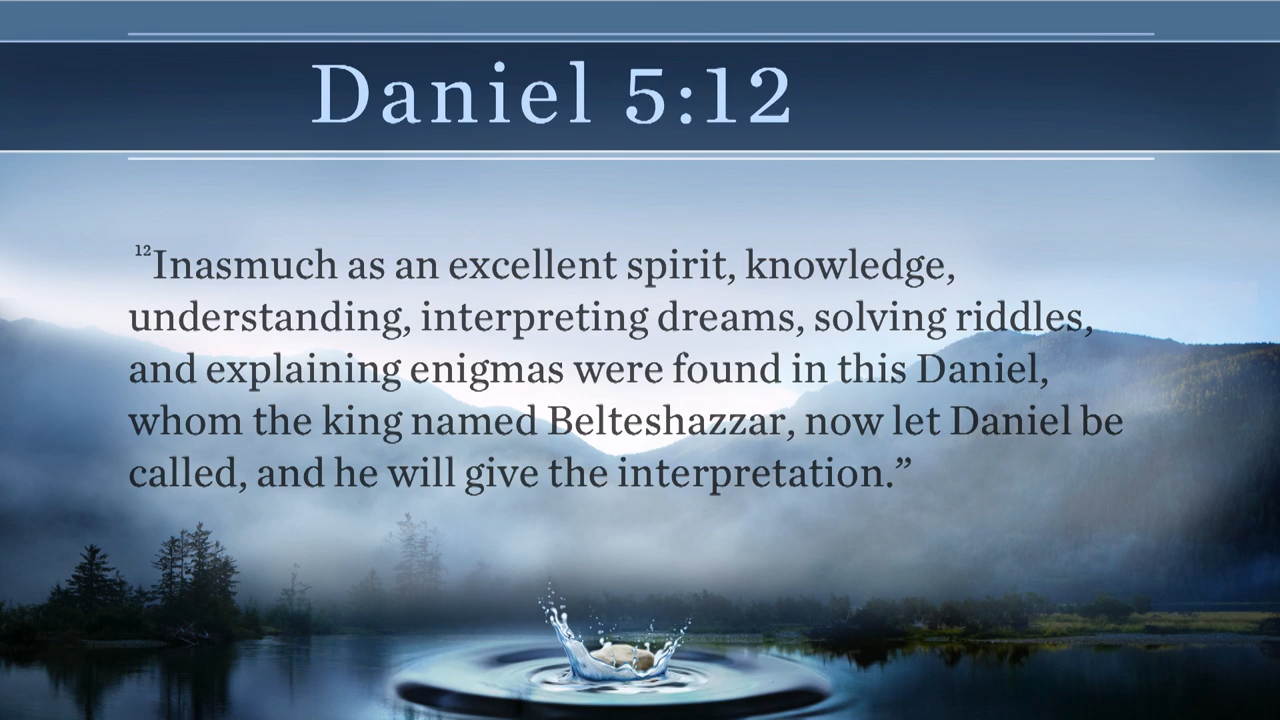 Daniel 5:12
¹²Inasmuch as an excellent spirit, knowledge,
understanding, interpreting dreams, solving riddles,
and explaining enigmas were found in this Daniel,
whom the king named Belteshazzar, now let Daniel be
called, and he will give the interpretation.”